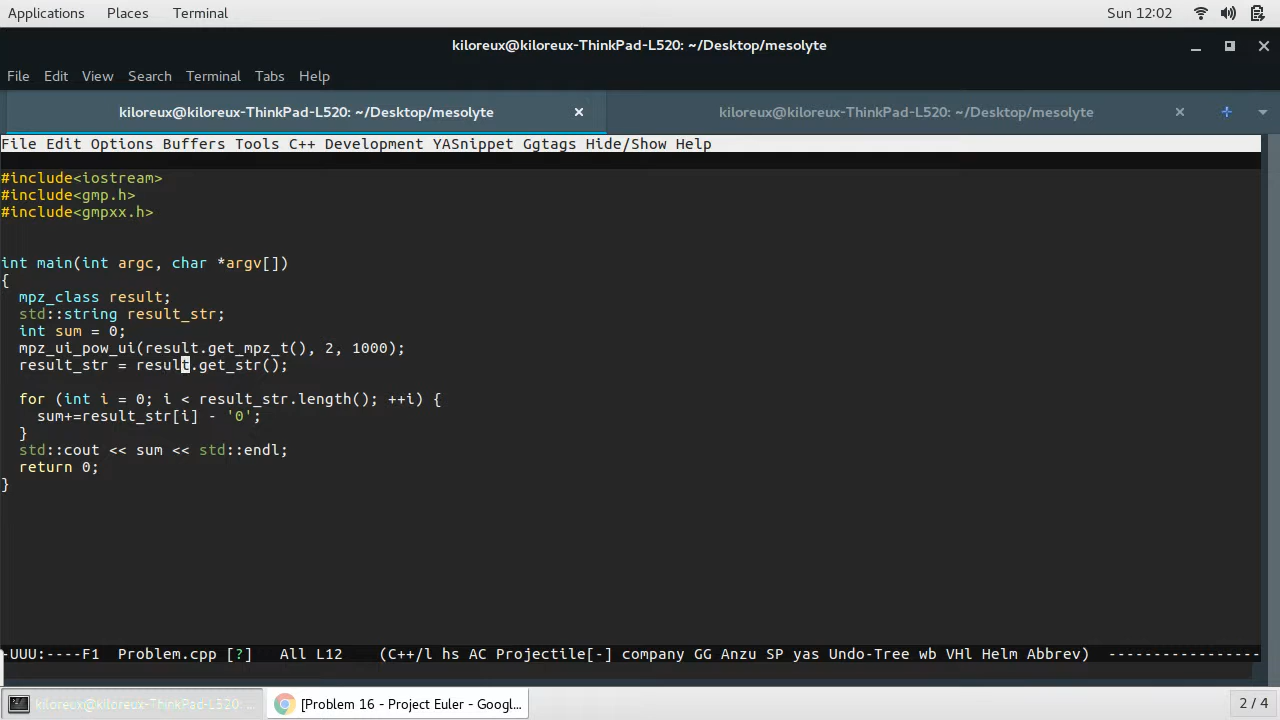 Applications Places Terminal Sun 12:02
kiloreux@kiloreux-ThinkPad-L520: ~/Desktop/mesolyte
File Edit View Search Terminal Tabs Help
kiloreux@kiloreux-ThinkPad-L520: ~/Desktop/mesolyte kiloreux@kiloreux-ThinkPad-L520: ~/Desktop/mesolyte
File Edit Options Buffers Tools C++ Development YASnippet Ggtags Hide/Show Help
#include<iostream>
#include<gmp.h>
#include<gmpxx.h>
int main(int argc, char *argv[])
{
  mpz_class result;
  std::string result_str;
  int sum = 0;
  mpz_ui_pow_ui(result.get_mpz_t(), 2, 1000);
  result_str = result.get_str();
  for (int i = 0; i < result_str.length(); ++i) {
    sum+=result_str[i] - '0';
  }
  std::cout << sum << std::endl;
  return 0;
}
-UUU:----F1 Problem.cpp [?] All L12 (C++/l hs AC Projectile[-] company GG Anzu SP yas Undo-Tree wb VHl Helm Abbrev) -----------------
kiloreux@kiloreux-ThinkPad-L520: ... [Problem 16 - Project Euler - Googl... 2 / 4